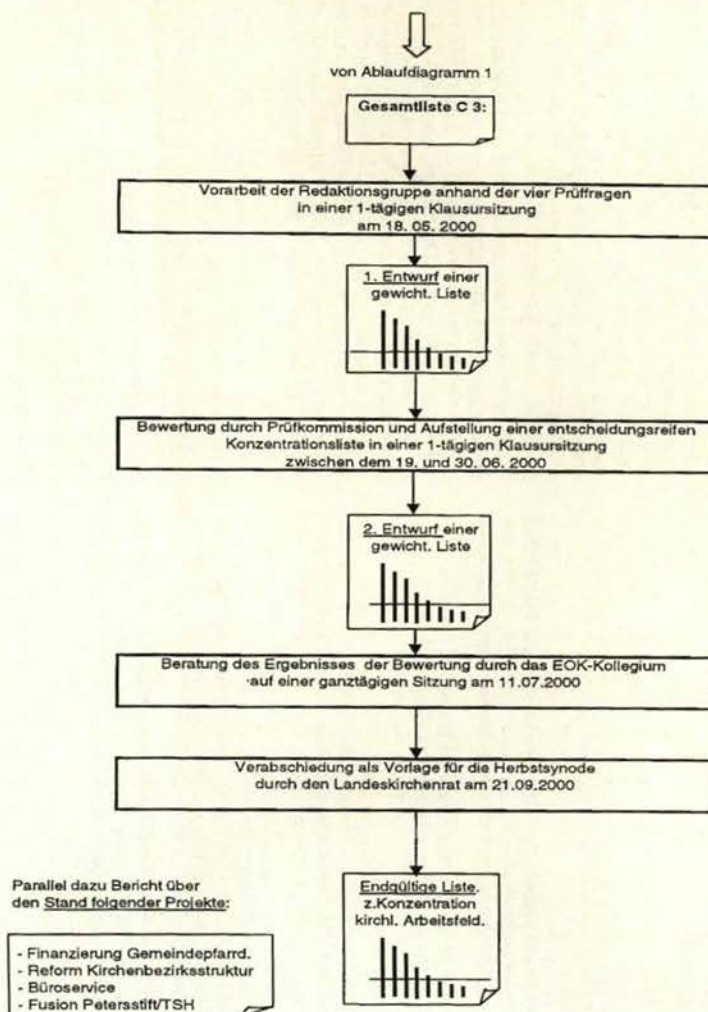 von Ablaufdiagramm 1
Gesamtliste C 3:
Vorarbeit der Redaktionsgruppe anhand der vier Prüffragen
in einer 1-tägigen Klausursitzung
am 18. 05. 2000
1. Entwurf einer
gewicht. Liste
Bewertung durch Prüfkommission und Aufstellung einer entscheidungsreifen
Konzentrationsliste in einer 1-tägigen Klausursitzung
zwischen dem 19. und 30. 06. 2000
2. Entwurf einer
gewicht. Liste
Beratung des Ergebnisses der Bewertung durch das EOK-Kollegium
auf einer ganztägigen Sitzung am 11.07.2000
Verabschiedung als Vorlage für die Herbstsynode
durch den Landeskirchenrat am 21.09.2000
Parallel dazu Bericht über
den Stand folgender Projekte:
- Finanzierung Gemeindepfarrd.
- Reform Kirchenbezirksstruktur
- Büroservice
- Fusion Petersstift/TSH
Endgültige Liste.
z.Konzentration
kirchl. Arbeitsfeld.